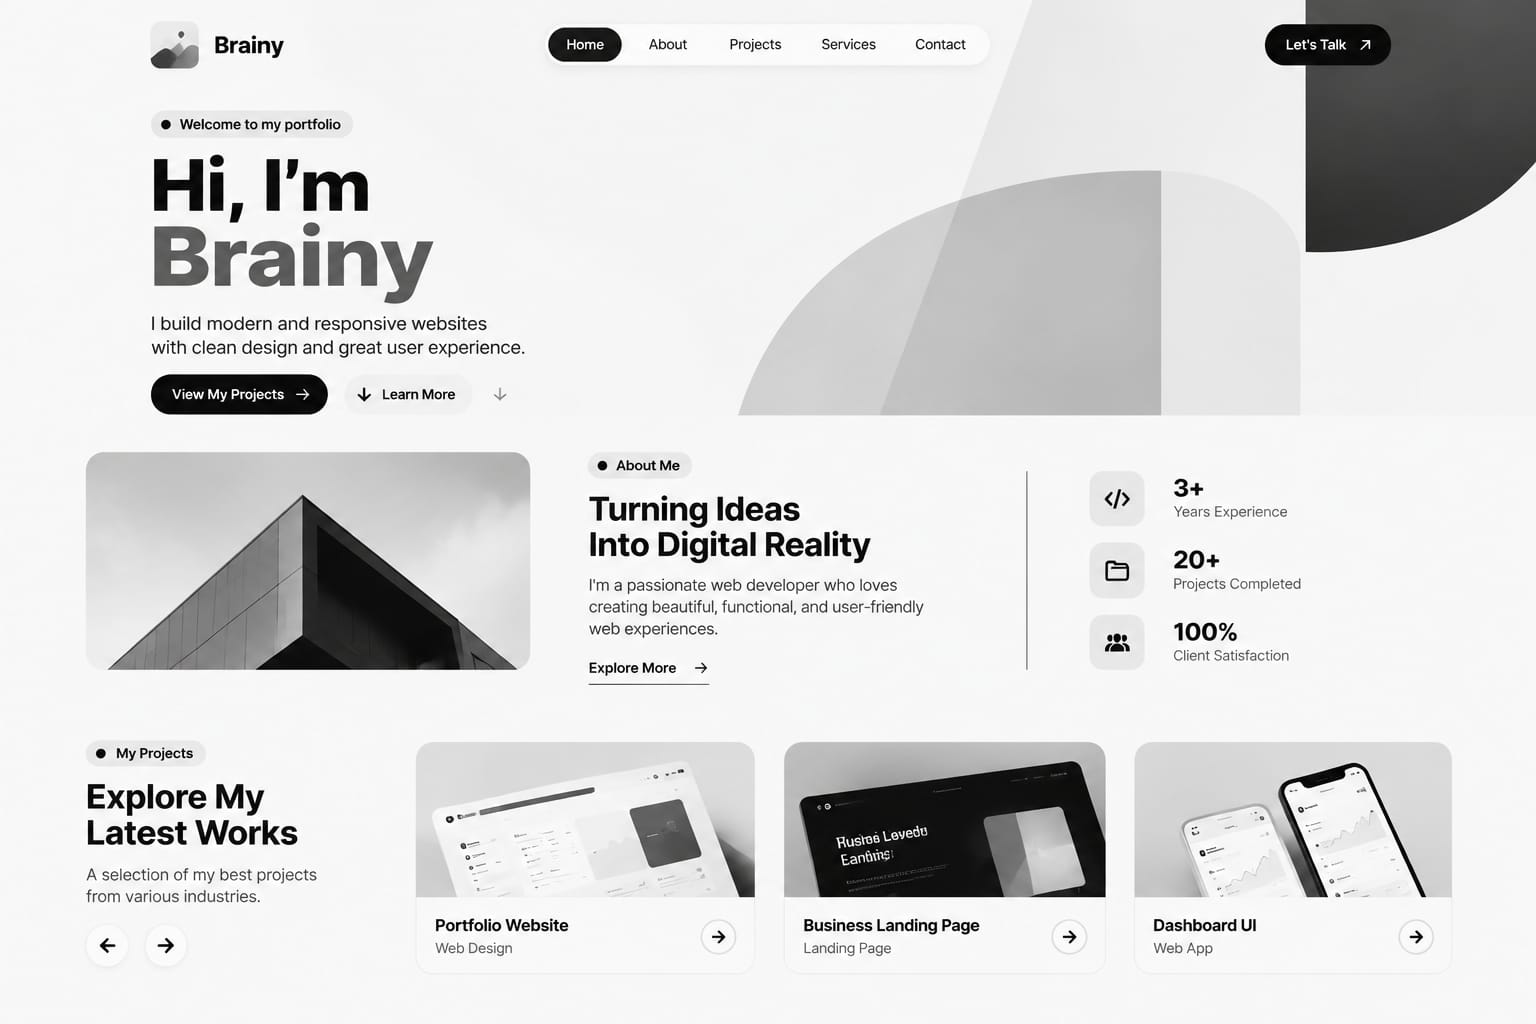 Brainy
Home
About
Projects
Services
Contact
Let's Talk
Welcome to my portfolio
Hi, I’m
Brainy
I build modern and responsive websites
with clean design and great user experience.
View My Projects
Learn More
About Me
Turning Ideas
Into Digital Reality
I'm a passionate web developer who loves
creating beautiful, functional, and user-friendly
web experiences.
Explore More
3+
Years Experience
20+
Projects Completed
100%
Client Satisfaction
My Projects
Explore My
Latest Works
A selection of my best projects
from various industries.
Portfolio Website
Web Design
Business Landing Page
Landing Page
Dashboard UI
Web App